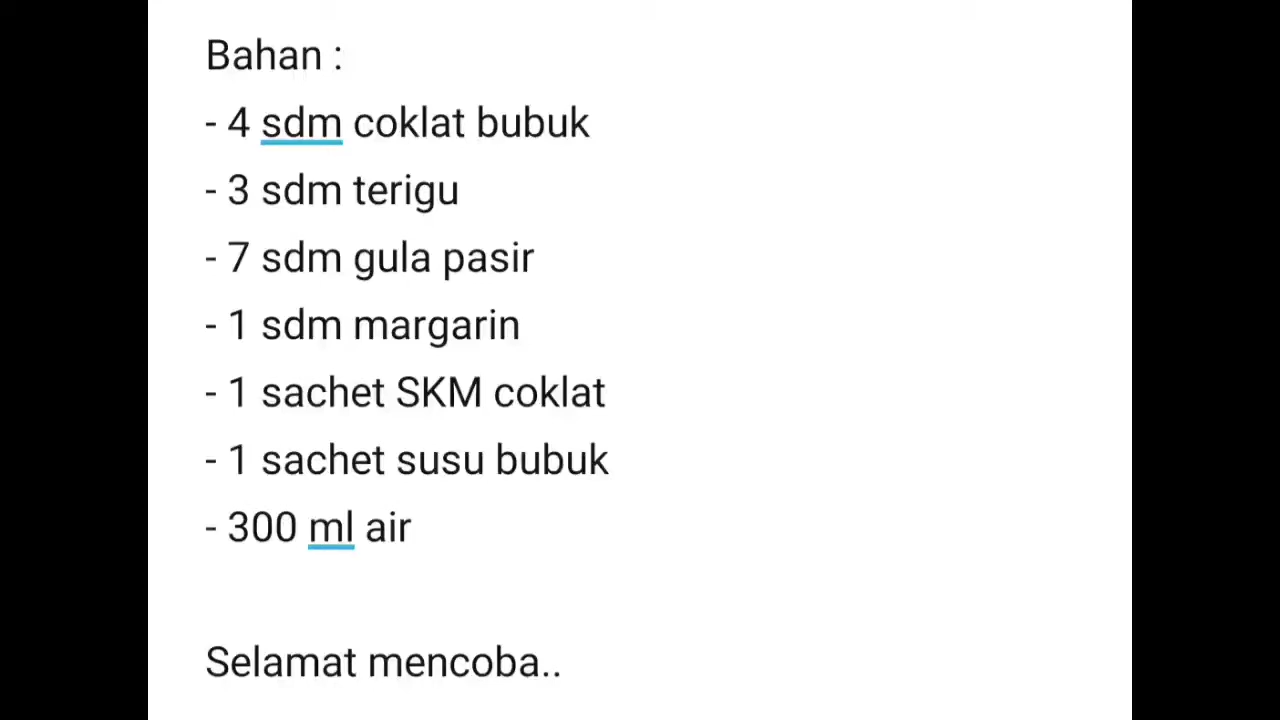 Bahan :
- 4 sdm coklat bubuk
- 3 sdm terigu
- 7 sdm gula pasir
- 1 sdm margarin
- 1 sachet SKM coklat
- 1 sachet susu bubuk
- 300 ml air
Selamat mencoba..